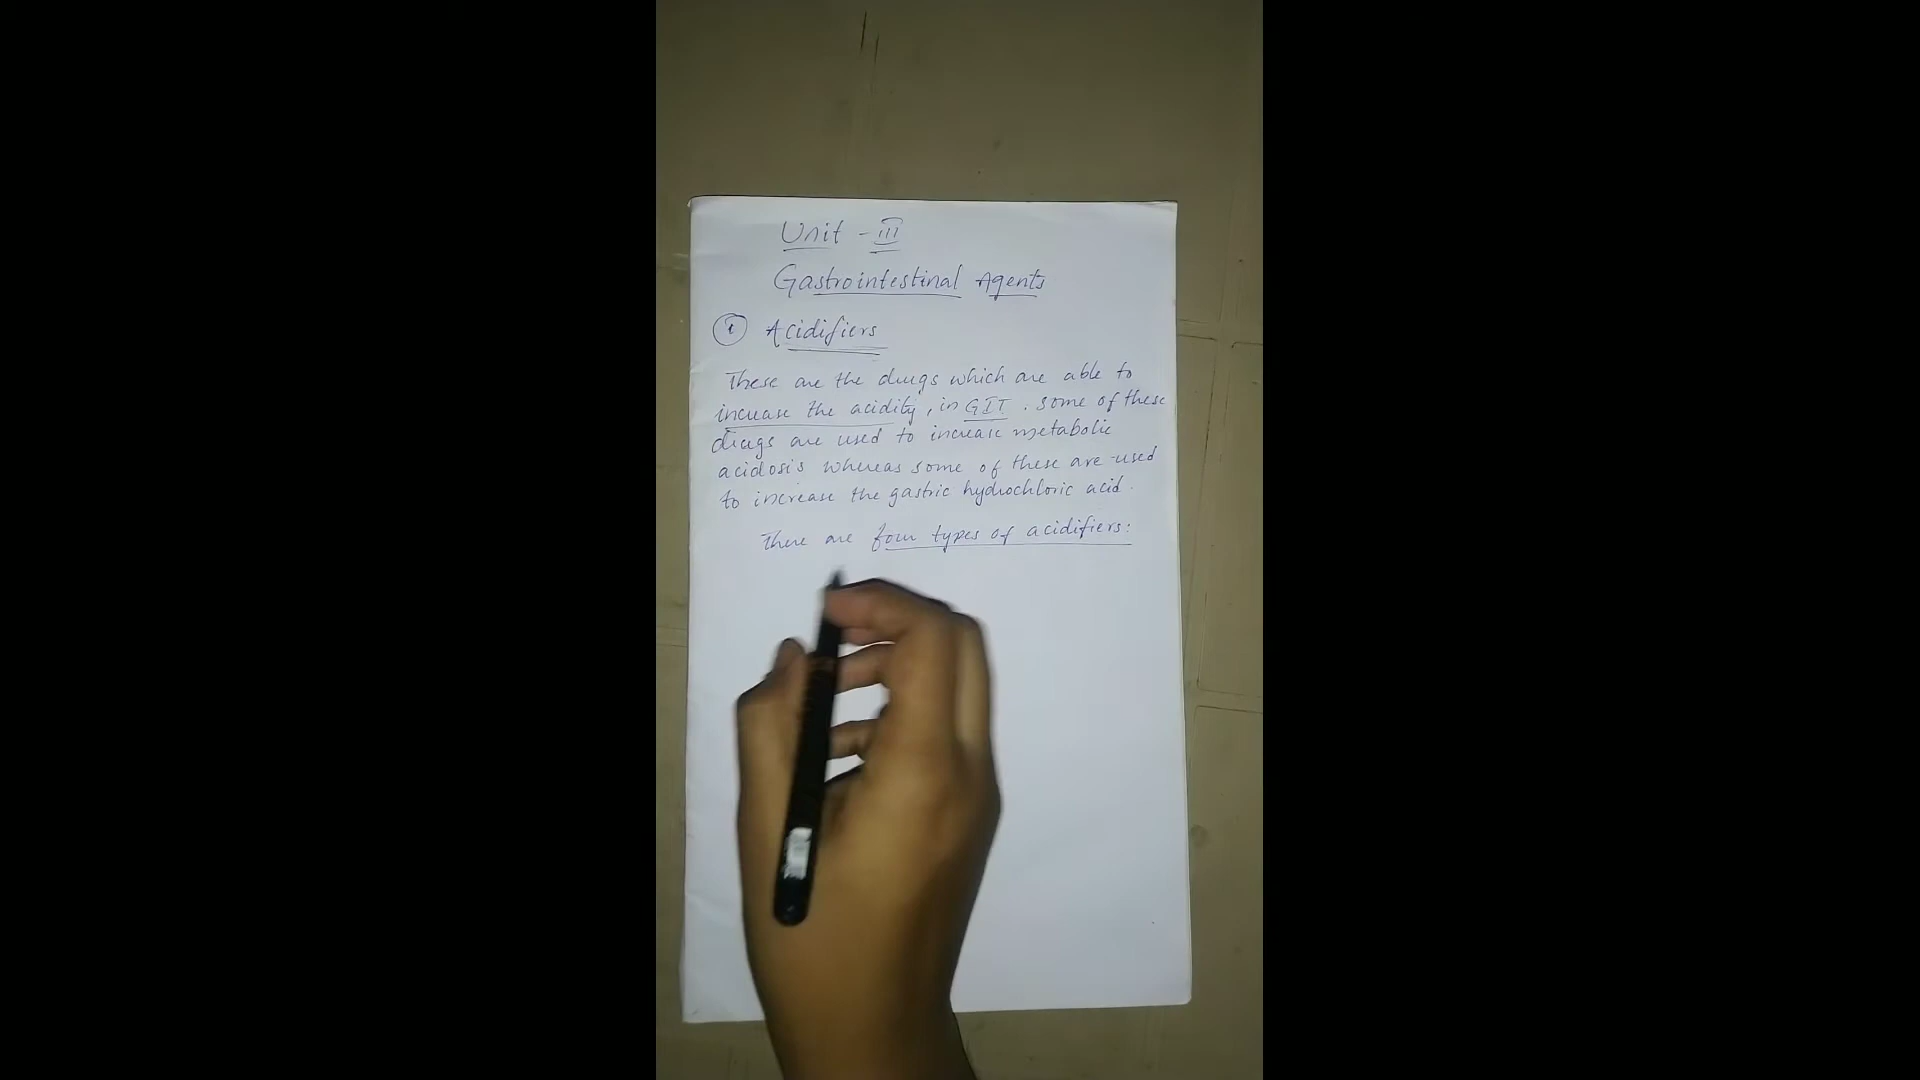 Unit - III
Gastrointestinal Agents
1 Acidifiers
These are the drugs which are able to
increase the acidity, in GIT. Some of these
drugs are used to increase metabolic
acidosis whereas some of these are used
to increase the gastric hydrochloric acid.
There are four types of acidifiers: